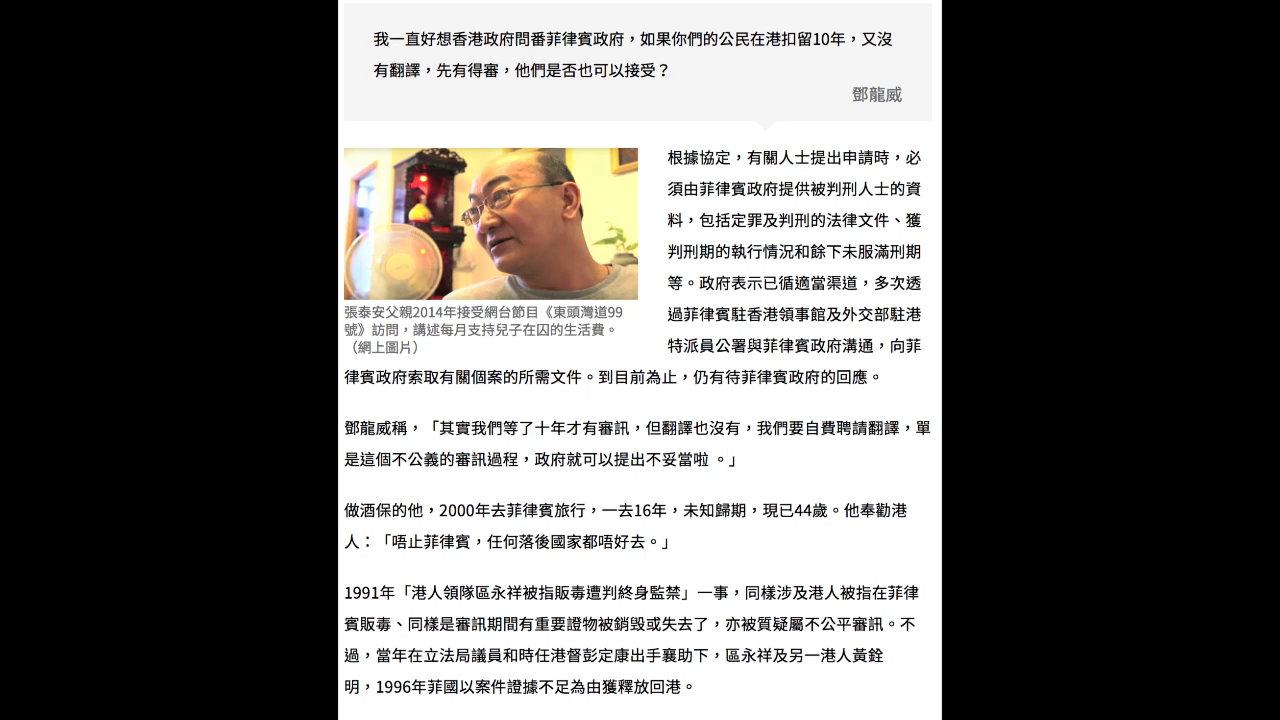 我一直好想香港政府問番菲律賓政府，如果你們的公民在港扣留10年，又沒
有翻譯，先有得審，他們是否也可以接受？
鄧龍威
張泰安父親2014年接受網台節目《東頭灣道99
號》訪問，講述每月支持兒子在囚的生活費。
（網上圖片）
根據協定，有關人士提出申請時，必
須由菲律賓政府提供被判刑人士的資
料，包括定罪及判刑的法律文件、獲
判刑期的執行情況和餘下未服滿刑期
等。政府表示已循適當渠道，多次透
過菲律賓駐香港領事館及外交部駐港
特派員公署與菲律賓政府溝通，向菲
律賓政府索取有關個案的所需文件。到目前為止，仍有待菲律賓政府的回應。
鄧龍威稱，「其實我們等了十年才有審訊，但翻譯也沒有，我們要自費聘請翻譯，單
是這個不公義的審訊過程，政府就可以提出不妥當啦 。」
做酒保的他，2000年去菲律賓旅行，一去16年，未知歸期，現已44歲。他奉勸港
人：「唔止菲律賓，任何落後國家都唔好去。」
1991年「港人領隊區永祥被指販毒遭判終身監禁」一事，同樣涉及港人被指在菲律
賓販毒、同樣是審訊期間有重要證物被銷毀或失去了，亦被質疑屬不公平審訊。不
過，當年在立法局議員和時任港督彭定康出手襄助下，區永祥及另一港人黃銓
明，1996年菲國以案件證據不足為由獲釋放回港。